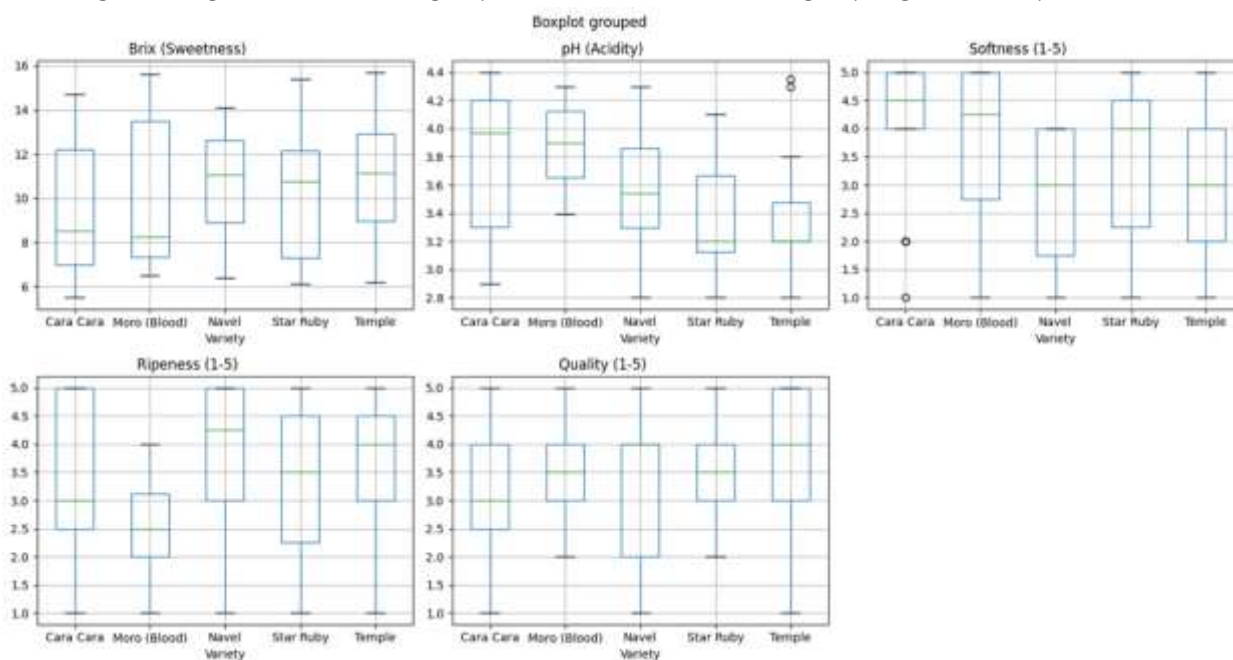 Boxplot grouped
Brix (Sweetness)
16
14
12
10
8
6
Cara Cara Moro (Blood) Navel Star Ruby Temple
Variety
pH (Acidity)
4.4
4.2
4.0
3.8
3.6
3.4
3.2
3.0
2.8
Cara Cara Moro (Blood) Navel Star Ruby Temple
Variety
Softness (1-5)
5.0
4.5
4.0
3.5
3.0
2.5
2.0
1.5
1.0
Cara Cara Moro (Blood) Navel Star Ruby Temple
Variety
Ripeness (1-5)
5.0
4.5
4.0
3.5
3.0
2.5
2.0
1.5
1.0
Cara Cara Moro (Blood) Navel Star Ruby Temple
Variety
Quality (1-5)
5.0
4.5
4.0
3.5
3.0
2.5
2.0
1.5
1.0
Cara Cara Moro (Blood) Navel Star Ruby Temple
Variety